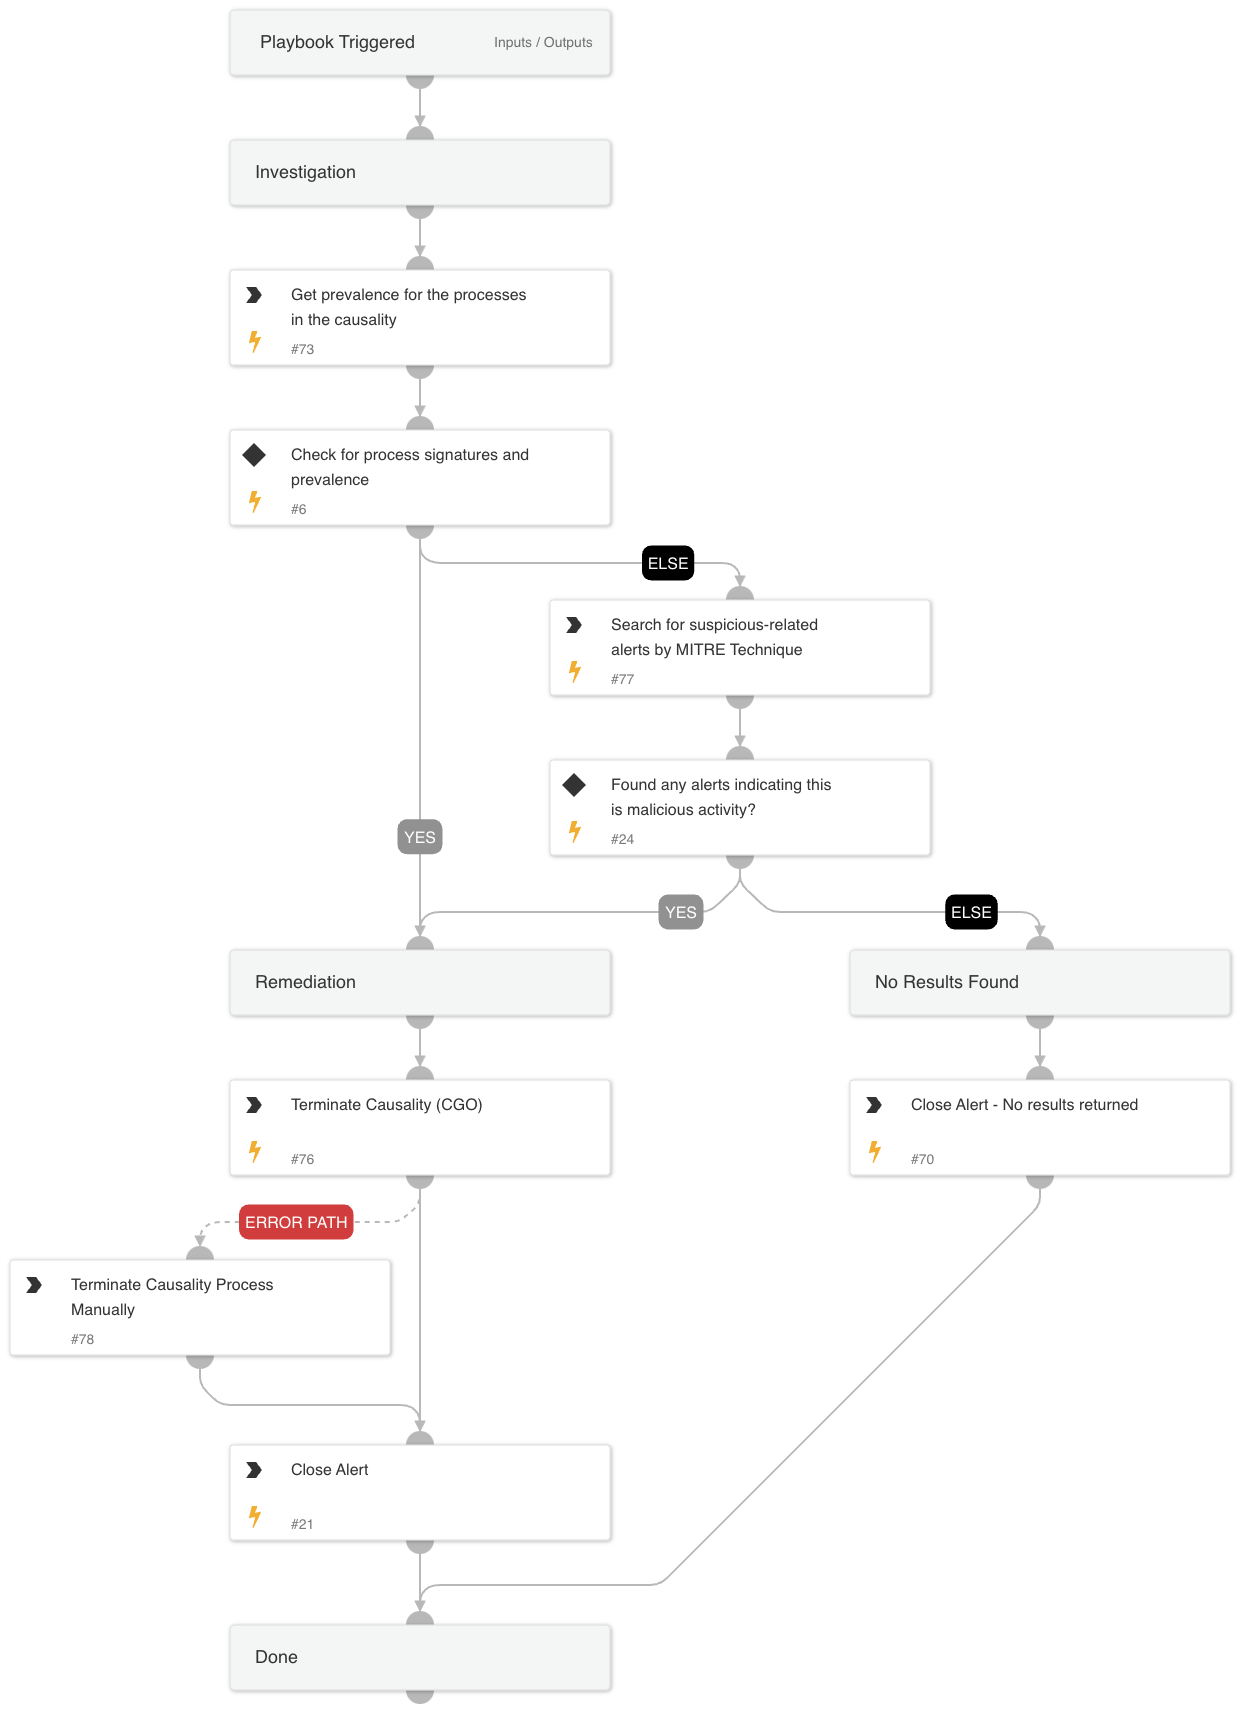 Playbook Triggered
Inputs / Outputs
Investigation
Get prevalence for the processes
in the causality
#73
Check for process signatures and
prevalence
#6
ELSE
Search for suspicious-related
alerts by MITRE Technique
#77
Found any alerts indicating this
is malicious activity?
#24
YES
YES
ELSE
Remediation
No Results Found
Terminate Causality (CGO)
#76
Close Alert - No results returned
#70
ERROR PATH
Terminate Causality Process
Manually
#78
Close Alert
#21
Done